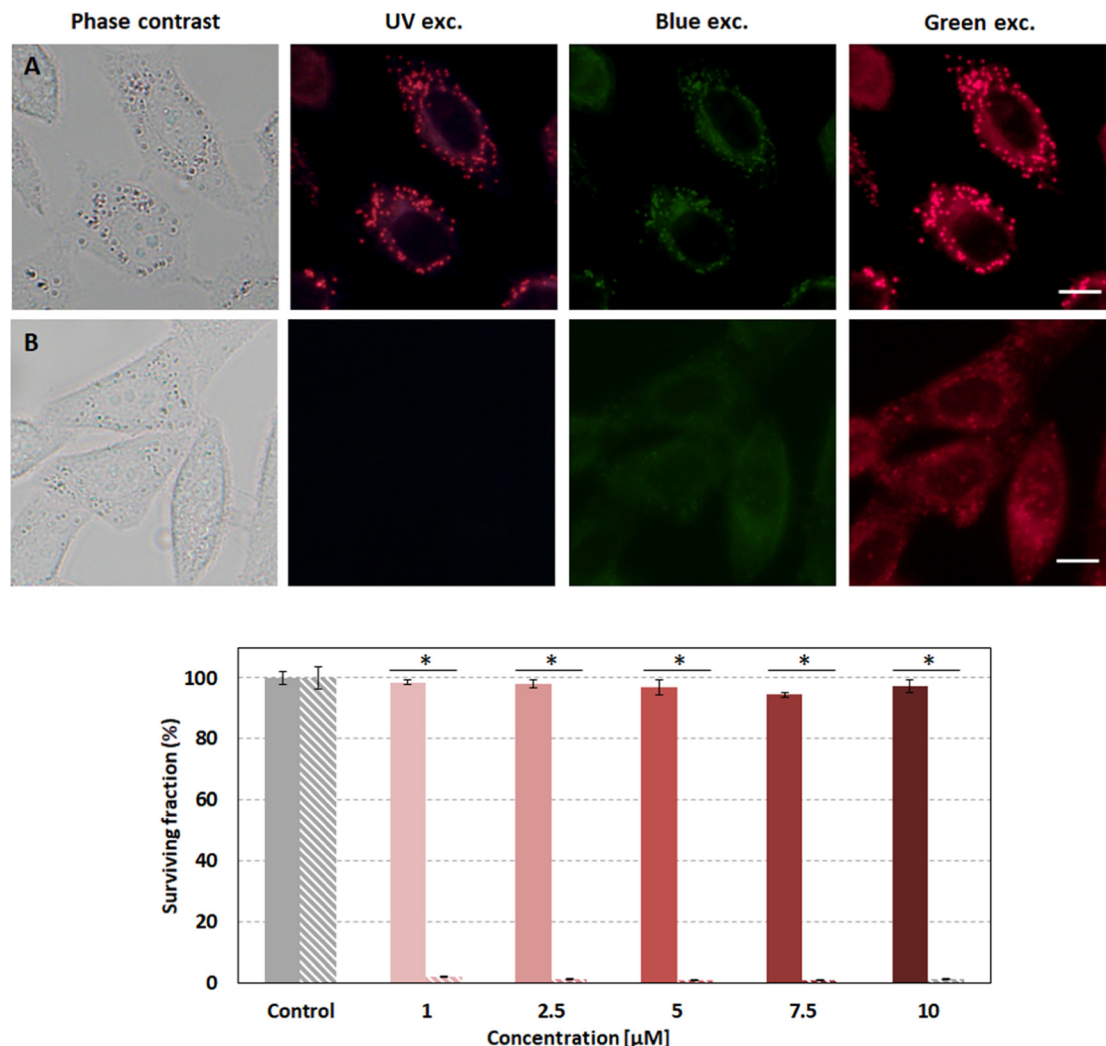 Phase contrast UV exc. Blue exc. Green exc.
A
B
* * * * *
100
80
60
40
20
0
Surviving fraction (%)
Control 1 2.5 5 7.5 10
Concentration [µM]